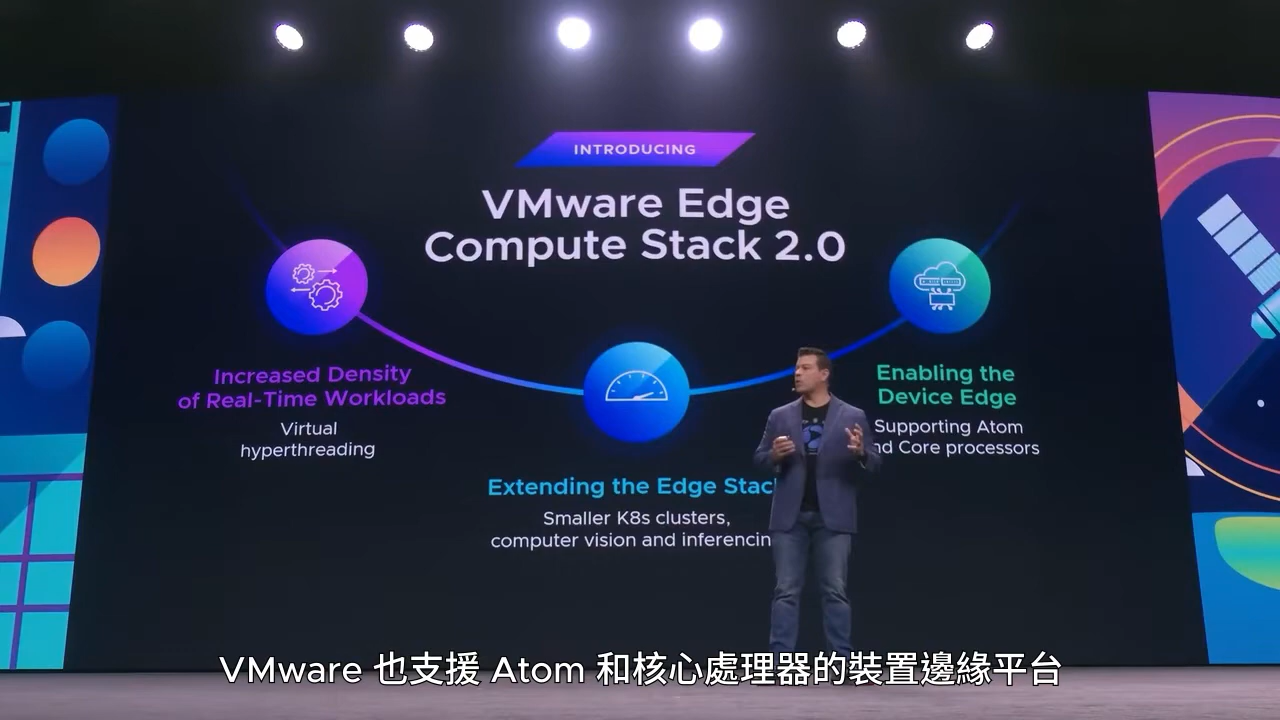 INTRODUCING
VMware Edge
Compute Stack 2.0
Increased Density
of Real-Time Workloads
Virtual
hyperthreading
Extending the Edge Stack
Smaller K8s clusters,
computer vision and inferencin
Enabling the
Device Edge
Supporting Atom
nd Core processors
VMware 也支援 Atom 和核心處理器的裝置邊緣平台